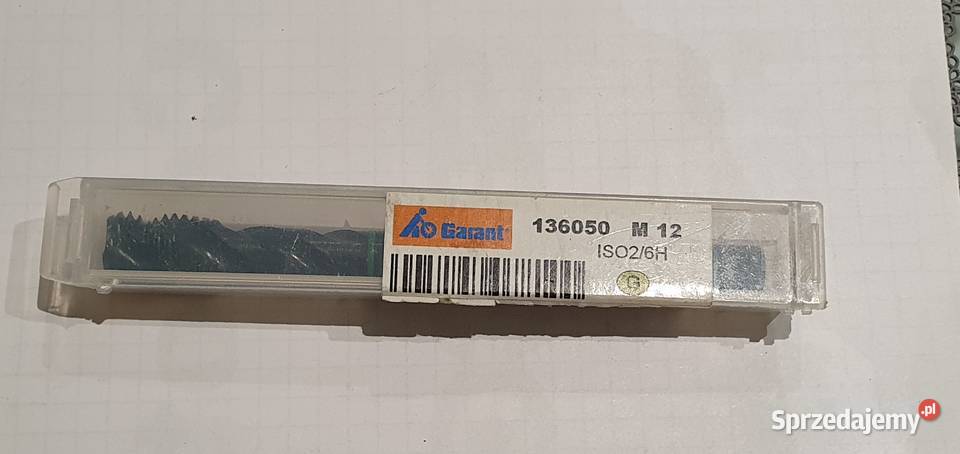 Garant 136050 M 12
ISO2/6H
G
Sprzedajemy.pl